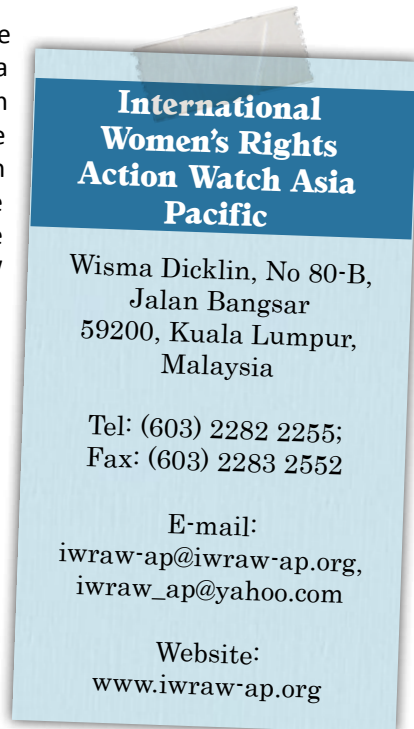 International
Women's Rights
Action Watch Asia
Pacific
Wisma Dicklin, No 80-B,
Jalan Bangsar
59200, Kuala Lumpur,
Malaysia
Tel: (603) 2282 2255;
Fax: (603) 2283 2552
E-mail:
iwraw-ap@iwraw-ap.org,
iwraw_ap@yahoo.com
Website:
www.iwraw-ap.org